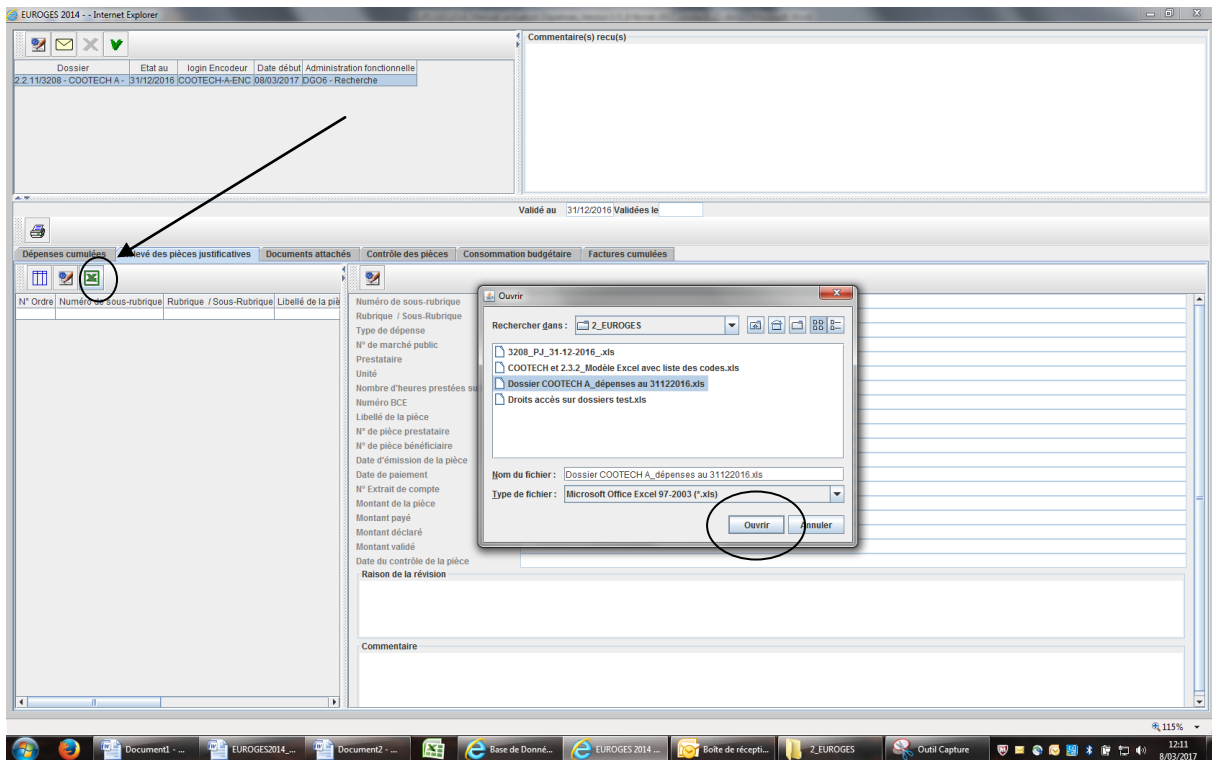 EUROGES 2014 - - Internet Explorer
Commentaire(s) recu(s)
Dossier Etat au login Encodeur Date début Administration fonctionnelle
2.2.11/3208 - COOTECH A - 31/12/2016 COOTECH-A-ENC 08/03/2017 DGO6 - Recherche
Validé au 31/12/2016 Validées le
Dépenses cumulées levé des pièces justificatives Documents attachés Contrôle des pièces Consommation budgétaire Factures cumulées
N° Ordre Numéro de sous-rubrique Rubrique / Sous-Rubrique Libellé de la piè
Numéro de sous-rubrique
Rubrique / Sous-Rubrique
Type de dépense
N° de marché public
Prestataire
Unité
Nombre d'heures prestées su
Numéro BCE
Libellé de la pièce
N° de pièce prestataire
N° de pièce bénéficiaire
Date d'émission de la pièce
Date de paiement
N° Extrait de compte
Montant de la pièce
Montant payé
Montant déclaré
Montant validé
Date du contrôle de la pièce
Raison de la révision
Commentaire
Ouvrir
Rechercher dans : 2_EUROGES
3208_PJ_31-12-2016_.xls
COOTECH et 2.3.2_Modèle Excel avec liste des codes.xls
Dossier COOTECH A_dépenses au 31122016.xls
Droits accès sur dossiers test.xls
Nom du fichier : Dossier COOTECH A_dépenses au 31122016.xls
Type de fichier : Microsoft Office Excel 97-2003 (*.xls)
Ouvrir Annuler
115%
Document1 - ... EUROGES2014_... Document2 - ... Base de Donné... EUROGES 2014 ... Boîte de récepti... 2_EUROGES Outil Capture 12:11
8/03/2017